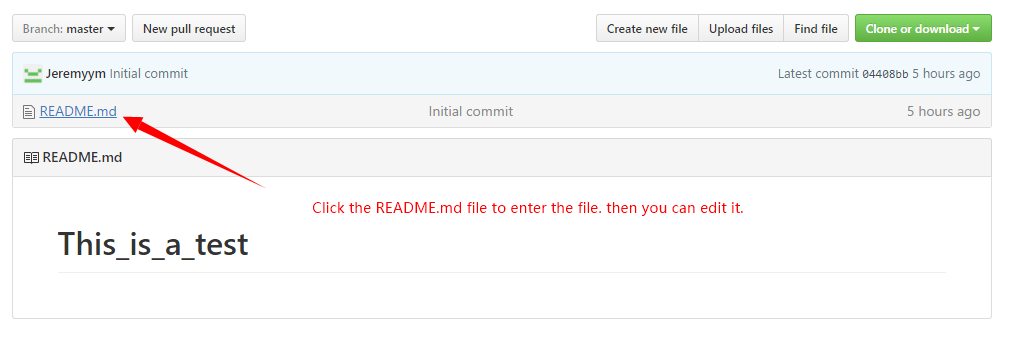 Branch: master New pull request Create new file Upload files Find file Clone or download
Jeremyym Initial commit Latest commit 04408bb 5 hours ago
README.md Initial commit 5 hours ago
README.md
Click the README.md file to enter the file. then you can edit it.
This_is_a_test